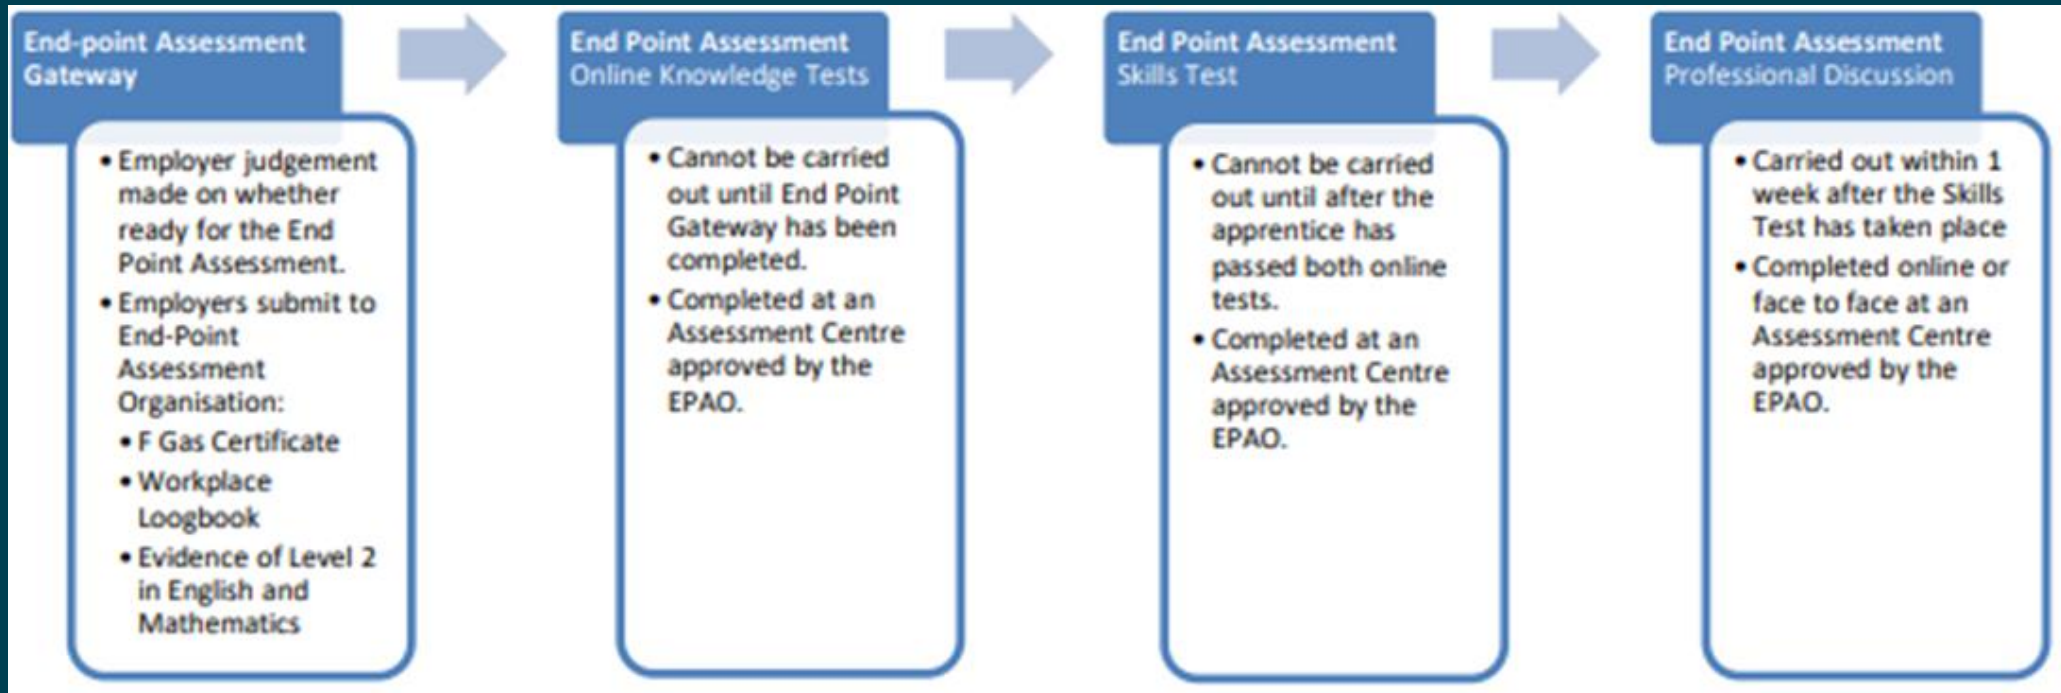 End-point Assessment
Gateway
• Employer judgement
made on whether
ready for the End
Point Assessment.
• Employers submit to
End-Point
Assessment
Organisation:
• F Gas Certificate
• Workplace
Loogbook
• Evidence of Level 2
in English and
Mathematics
End Point Assessment
Online Knowledge Tests
• Cannot be carried
out until End Point
Gateway has been
completed.
• Completed at an
Assessment Centre
approved by the
EPAO.
End Point Assessment
Skills Test
• Cannot be carried
out until after the
apprentice has
passed both online
tests.
• Completed at an
Assessment Centre
approved by the
EPAO.
End Point Assessment
Professional Discussion
• Carried out within 1
week after the Skills
Test has taken place
• Completed online or
face to face at an
Assessment Centre
approved by the
EPAO.